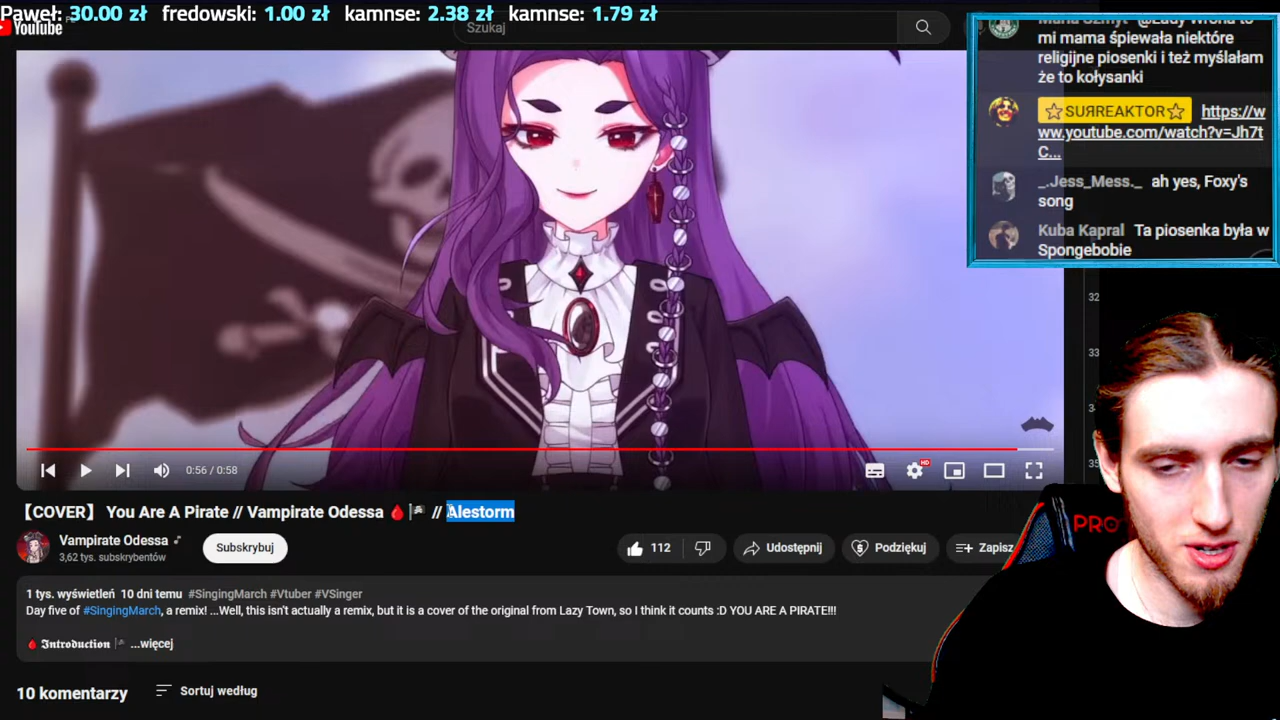 Paweł: 30.00 zł fredowski: 1.00 zł kamnse: 2.38 zł kamnse: 1.79 zł
YouTube
Szukaj
Maria Szmyt @Lady Wrona to
mi mama śpiewała niektóre
religijne piosenki i też myślałam
że to kołysanki
☆SUЯREAKTOR☆ https://w
ww.youtube.com/watch?v=Jh7t
C...
_.Jess_Mess._ ah yes, Foxy's
song
Kuba Kapral Ta piosenka była w
Spongebobie
32
33
35
0:56 / 0:58
HD
【COVER】 You Are A Pirate // Vampirate Odessa 🩸🏴‍☠️ // Alestorm
Vampirate Odessa
3,62 tys. subskrybentów
Subskrybuj
112
Udostępnij
Podziękuj
Zapisz
1 tys. wyświetleń 10 dni temu #SingingMarch #Vtuber #VSinger
Day five of #SingingMarch, a remix! ...Well, this isn't actually a remix, but it is a cover of the original from Lazy Town, so I think it counts :D YOU ARE A PIRATE!!!
🩸 𝕴𝖓𝖙𝖗𝖔𝖉𝖚𝖈𝖙𝖎𝖔𝖓 🏴‍☠️ ...więcej
10 komentarzy
Sortuj według